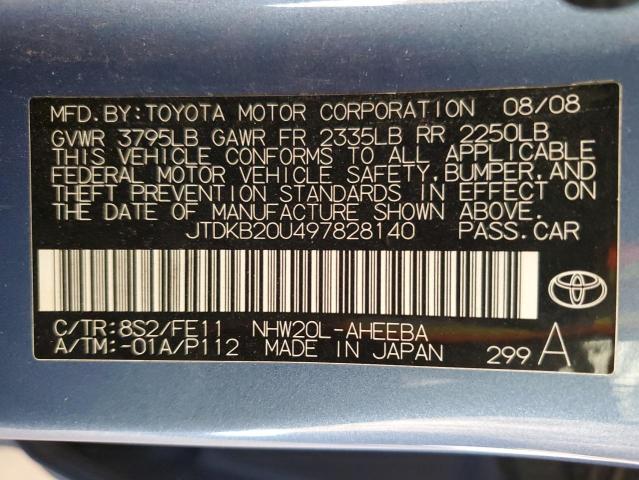 MFD.BY:TOYOTA MOTOR CORPORATION 08/08
GVWR 3795LB GAWR FR 2335LB RR 2250LB
THIS VEHICLE CONFORMS TO ALL APPLICABLE
FEDERAL MOTOR VEHICLE SAFETY,BUMPER,AND
THEFT PREVENTION STANDARDS IN EFFECT ON
THE DATE OF MANUFACTURE SHOWN ABOVE.
JTDKB20U497828140 PASS.CAR
C/TR:8S2/FE11 NHW20L-AHEEBA
A/TM:-01A/P112 MADE IN JAPAN 299 A